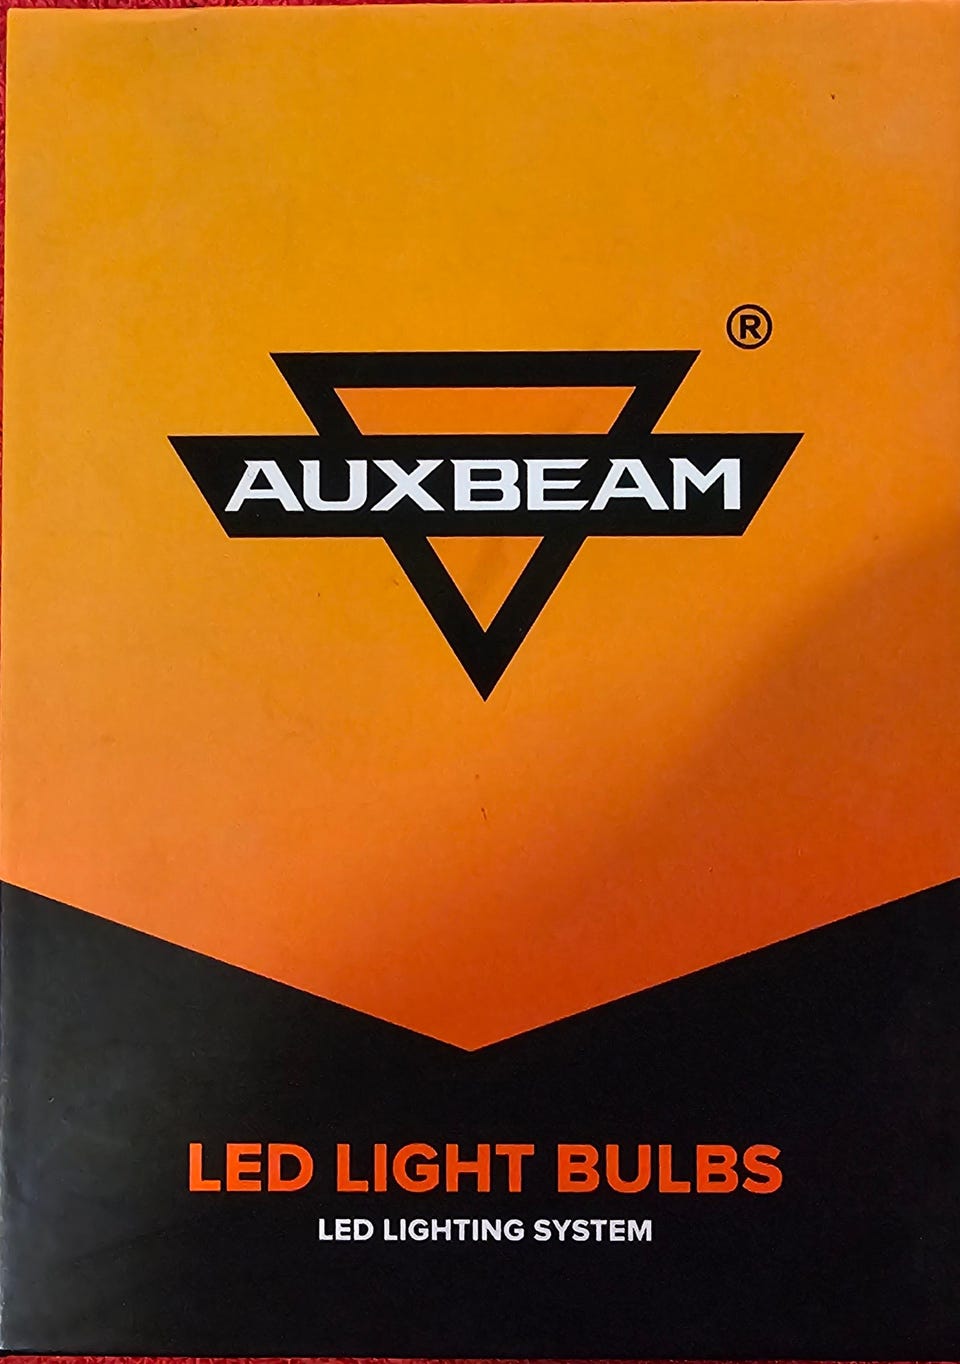 ®
AUXBEAM
LED LIGHT BULBS
LED LIGHTING SYSTEM